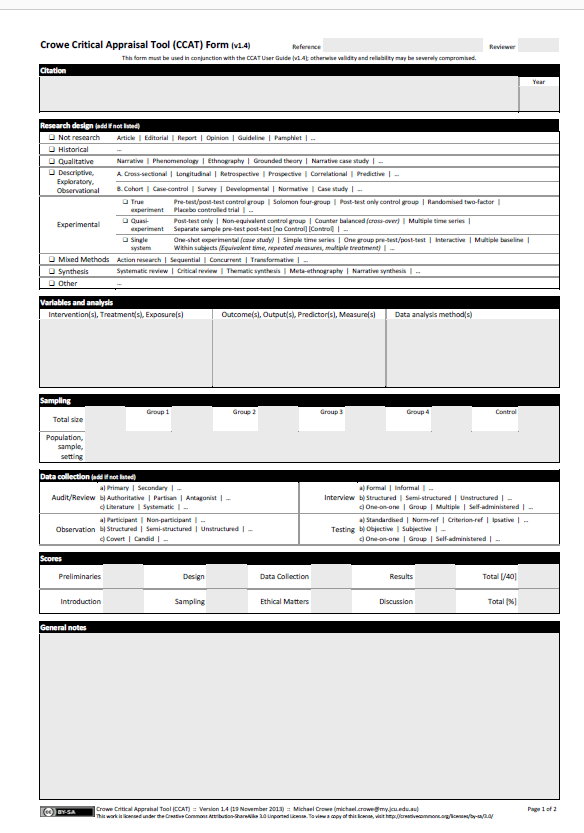 Crowe Critical Appraisal Tool (CCAT) Form (v1.4) Reference Reviewer
This form must be used in conjunction with the CCAT User Guide (v1.4); otherwise validity and reliability may be severely compromised.
Citation
Year
Research design (add if not listed)
❑ Not research Article | Editorial | Report | Opinion | Guideline | Pamphlet | ...
❑ Historical ...
❑ Qualitative Narrative | Phenomenology | Ethnography | Grounded theory | Narrative case study | ...
❑ Descriptive, Exploratory, Observational
A. Cross-sectional | Longitudinal | Retrospective | Prospective | Correlational | Predictive | ...
B. Cohort | Case-control | Survey | Developmental | Normative | Case study | ...
Experimental
❑ True experiment
Pre-test/post-test control group | Solomon four-group | Post-test only control group | Randomised two-factor |
Placebo controlled trial | ...
❑ Quasi-experiment
Post-test only | Non-equivalent control group | Counter balanced (cross-over) | Multiple time series |
Separate sample pre-test post-test [no Control] [Control] | ...
❑ Single system
One-shot experimental (case study) | Simple time series | One group pre-test/post-test | Interactive | Multiple baseline |
Within subjects (Equivalent time, repeated measures, multiple treatment) | ...
❑ Mixed Methods Action research | Sequential | Concurrent | Transformative | ...
❑ Synthesis Systematic review | Critical review | Thematic synthesis | Meta-ethnography | Narrative synthesis | ...
❑ Other ...
Variables and analysis
Intervention(s), Treatment(s), Exposure(s) Outcome(s), Output(s), Predictor(s), Measure(s) Data analysis method(s)
Sampling
Total size Group 1 Group 2 Group 3 Group 4 Control
Population,
sample,
setting
Data collection (add if not listed)
Audit/Review
a) Primary | Secondary | ...
b) Authoritative | Partisan | Antagonist | ...
c) Literature | Systematic | ...
Interview
a) Formal | Informal | ...
b) Structured | Semi-structured | Unstructured | ...
c) One-on-one | Group | Multiple | Self-administered | ...
Observation
a) Participant | Non-participant | ...
b) Structured | Semi-structured | Unstructured | ...
c) Covert | Candid | ...
Testing
a) Standardised | Norm-ref | Criterion-ref | Ipsative | ...
b) Objective | Subjective | ...
c) One-on-one | Group | Self-administered | ...
Scores
Preliminaries Design Data Collection Results Total [/40]
Introduction Sampling Ethical Matters Discussion Total [%]
General notes
cc BY-SA
Crowe Critical Appraisal Tool (CCAT) :: Version 1.4 (19 November 2013) :: Michael Crowe (michael.crowe@my.jcu.edu.au) Page 1 of 2
This work is licensed under the Creative Commons Attribution-ShareAlike 3.0 Unported License. To view a copy of this license, visit http://creativecommons.org/licenses/by-sa/3.0/